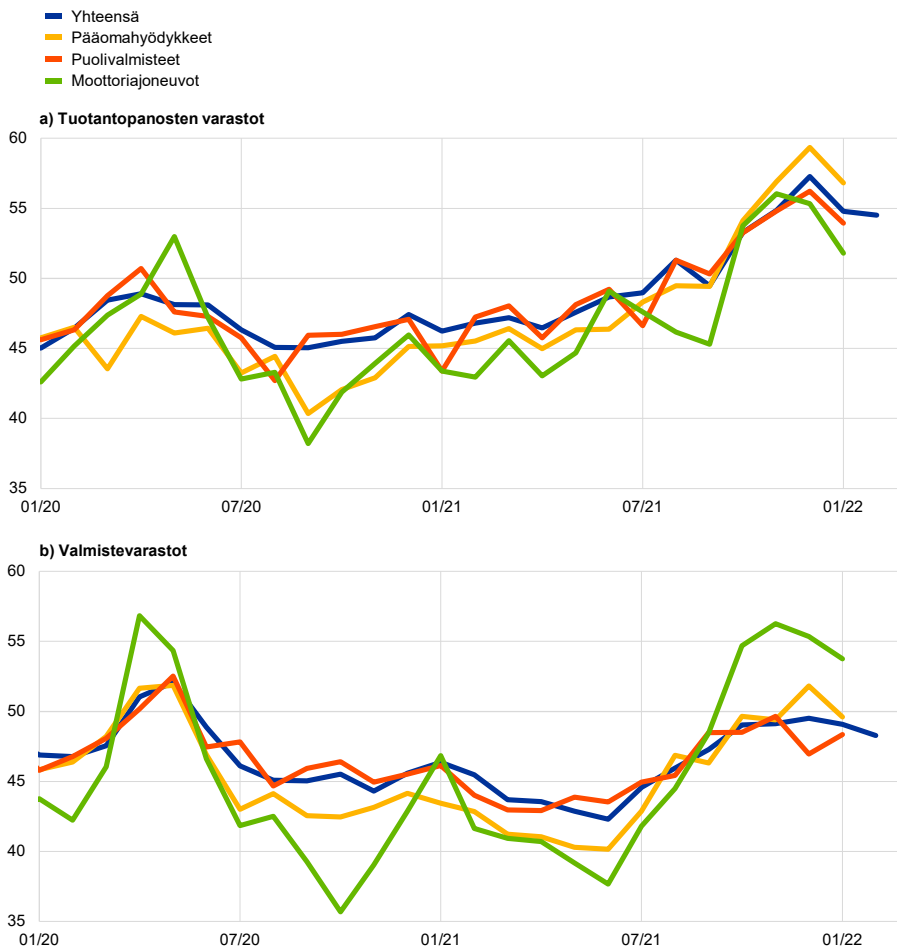 Yhteensä
Pääomahyödykkeet
Puolivalmisteet
Moottoriajoneuvot
a) Tuotantopanosten varastot
60
55
50
45
40
35
01/20 07/20 01/21 07/21 01/22
b) Valmistevarastot
60
55
50
45
40
35
01/20 07/20 01/21 07/21 01/22